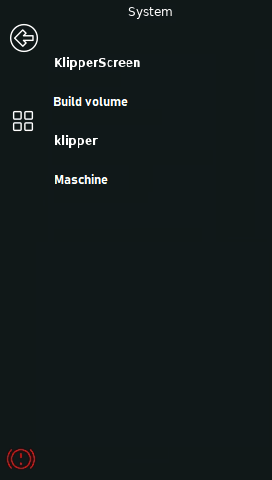 System
KlipperScreen
Build volume
klipper
Maschine